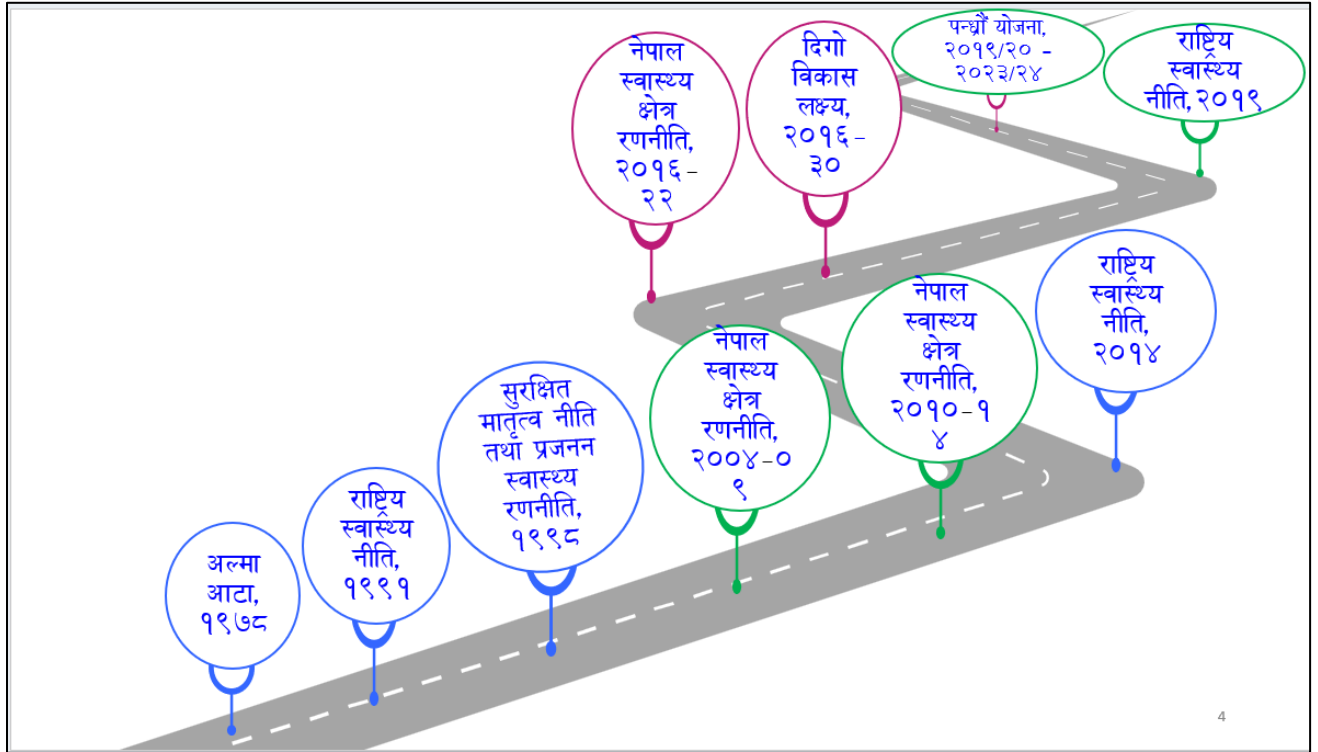 अल्मा
आटा,
१९७८
राष्ट्रिय
स्वास्थ्य
नीति,
१९९१
सुरक्षित
मातृत्व नीति
तथा प्रजनन
स्वास्थ्य
रणनीति,
१९९८
नेपाल
स्वास्थ्य
क्षेत्र
रणनीति,
२००४-०
९
नेपाल
स्वास्थ्य
क्षेत्र
रणनीति,
२०१०-१
४
राष्ट्रिय
स्वास्थ्य
नीति,
२०१४
नेपाल
स्वास्थ्य
क्षेत्र
रणनीति,
२०१६-
२२
दिगो
विकास
लक्ष्य,
२०१६-
३०
पन्ध्रौं योजना,
२०१९/२० -
२०२३/२४
राष्ट्रिय
स्वास्थ्य
नीति,२०१९
4